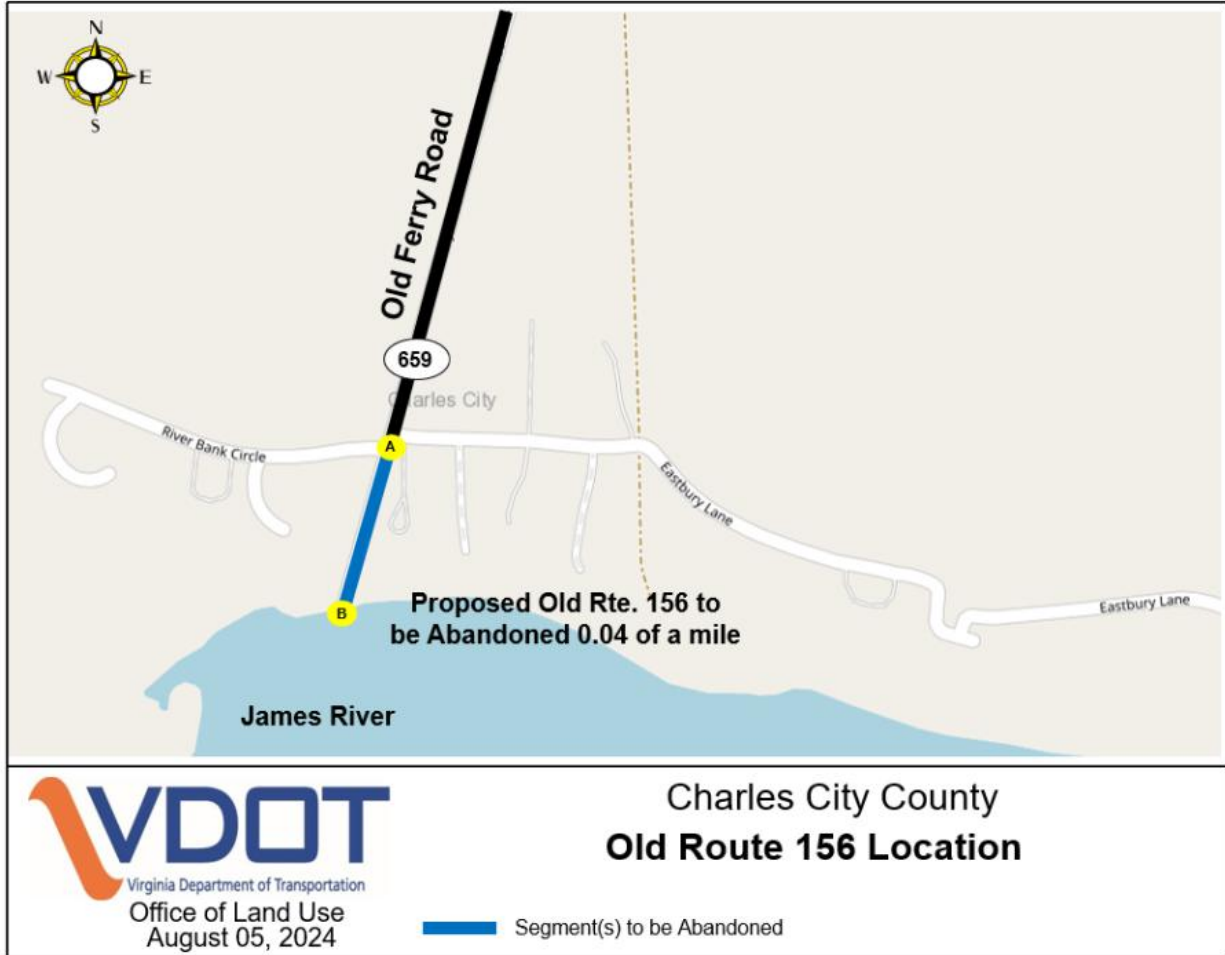 N
W E
S
Old Ferry Road
659
Charles City
A
River Bank Circle
Eastbury Lane
B
Proposed Old Rte. 156 to
be Abandoned 0.04 of a mile
Eastbury Lane
James River
VDOT
Virginia Department of Transportation
Office of Land Use
August 05, 2024
Charles City County
Old Route 156 Location
Segment(s) to be Abandoned